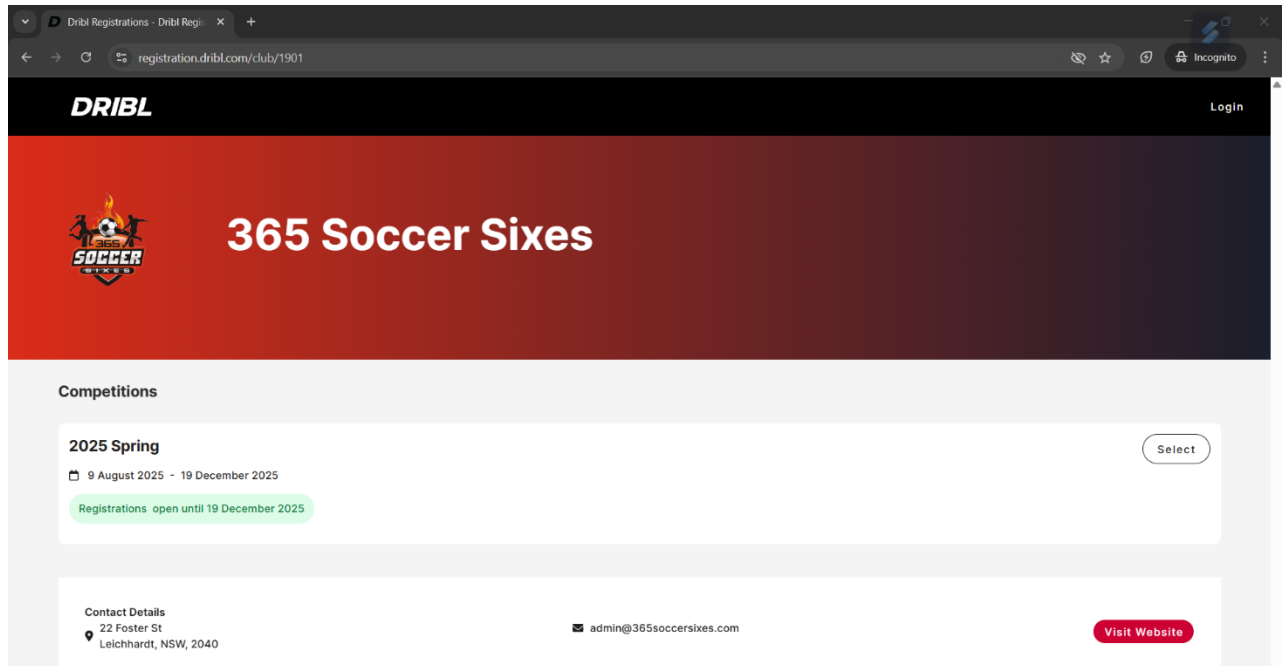 Dribl Registrations - Dribl Regis
registration.dribl.com/club/1901
Incognito
DRIBL
Login
365
SOCCER
SIXES
365 Soccer Sixes
Competitions
2025 Spring
Select
9 August 2025 - 19 December 2025
Registrations open until 19 December 2025
Contact Details
22 Foster St
Leichhardt, NSW, 2040
admin@365soccersixes.com
Visit Website